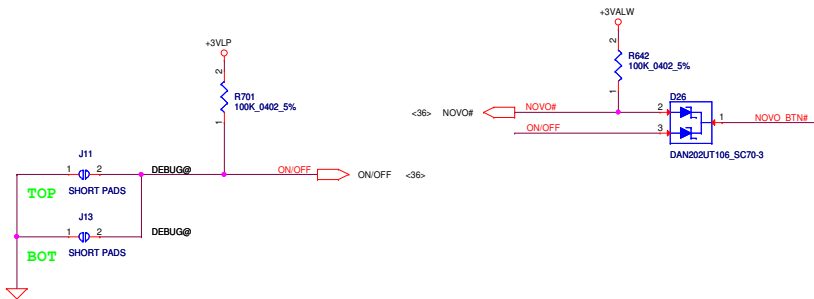 +3VALW
+3VLP
2
R642
100K_0402_5%
1
2
R701
100K_0402_5%
1
D26
<36> NOVO#
NOVO#
2
1
NOVO_BTN#
ON/OFF
3
DAN202UT106_SC70-3
J11
1
2
DEBUG@
ON/OFF
ON/OFF
<36>
TOP
SHORT PADS
J13
1
2
DEBUG@
BOT
SHORT PADS